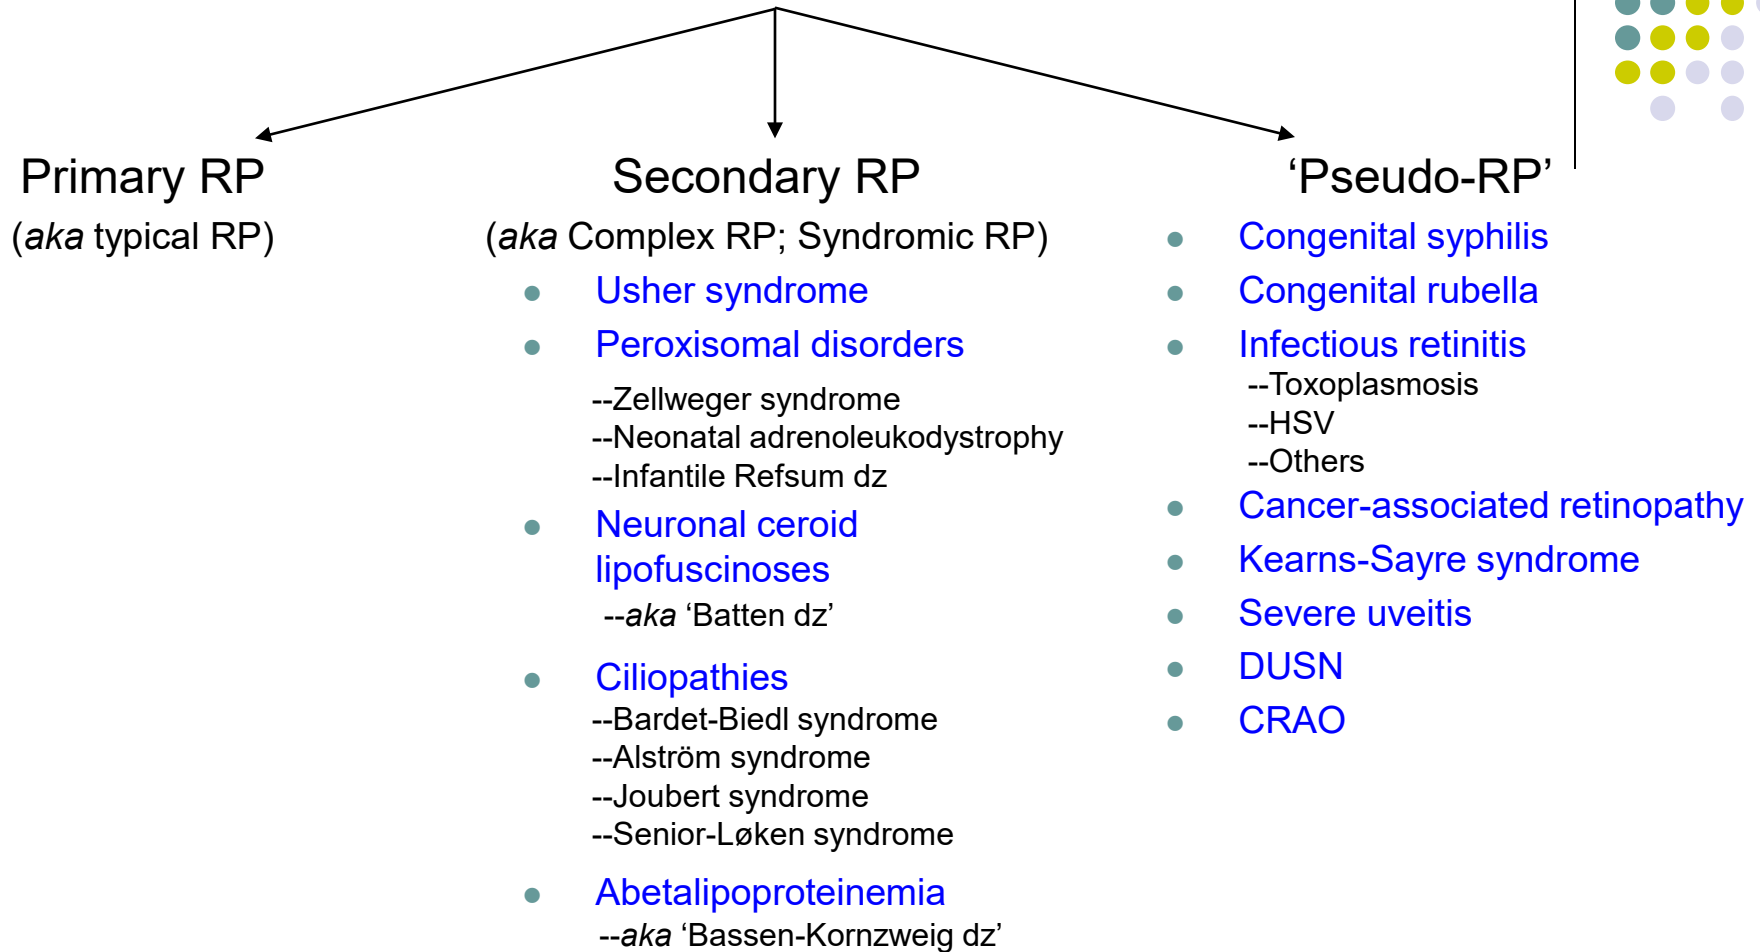 Primary RP
(aka typical RP)
Secondary RP
(aka Complex RP; Syndromic RP)
Usher syndrome
Peroxisomal disorders
--Zellweger syndrome
--Neonatal adrenoleukodystrophy
--Infantile Refsum dz
Neuronal ceroid
lipofuscinoses
--aka ‘Batten dz’
Ciliopathies
--Bardet-Biedl syndrome
--Alström syndrome
--Joubert syndrome
--Senior-Løken syndrome
Abetalipoproteinemia
--aka ‘Bassen-Kornzweig dz’
‘Pseudo-RP’
Congenital syphilis
Congenital rubella
Infectious retinitis
--Toxoplasmosis
--HSV
--Others
Cancer-associated retinopathy
Kearns-Sayre syndrome
Severe uveitis
DUSN
CRAO